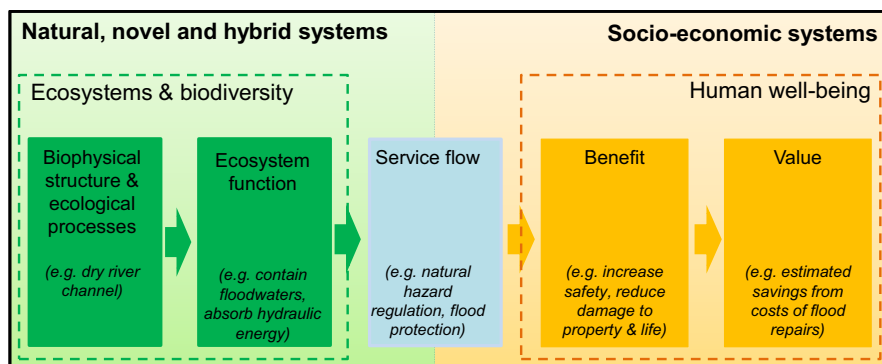 Natural, novel and hybrid systems
Socio-economic systems
Ecosystems & biodiversity
Human well-being
Biophysical
structure &
ecological
processes
(e.g. dry river
channel)
Ecosystem
function
(e.g. contain
floodwaters,
absorb hydraulic
energy)
Service flow
(e.g. natural
hazard
regulation, flood
protection)
Benefit
(e.g. increase
safety, reduce
damage to
property & life)
Value
(e.g. estimated
savings from
costs of flood
repairs)